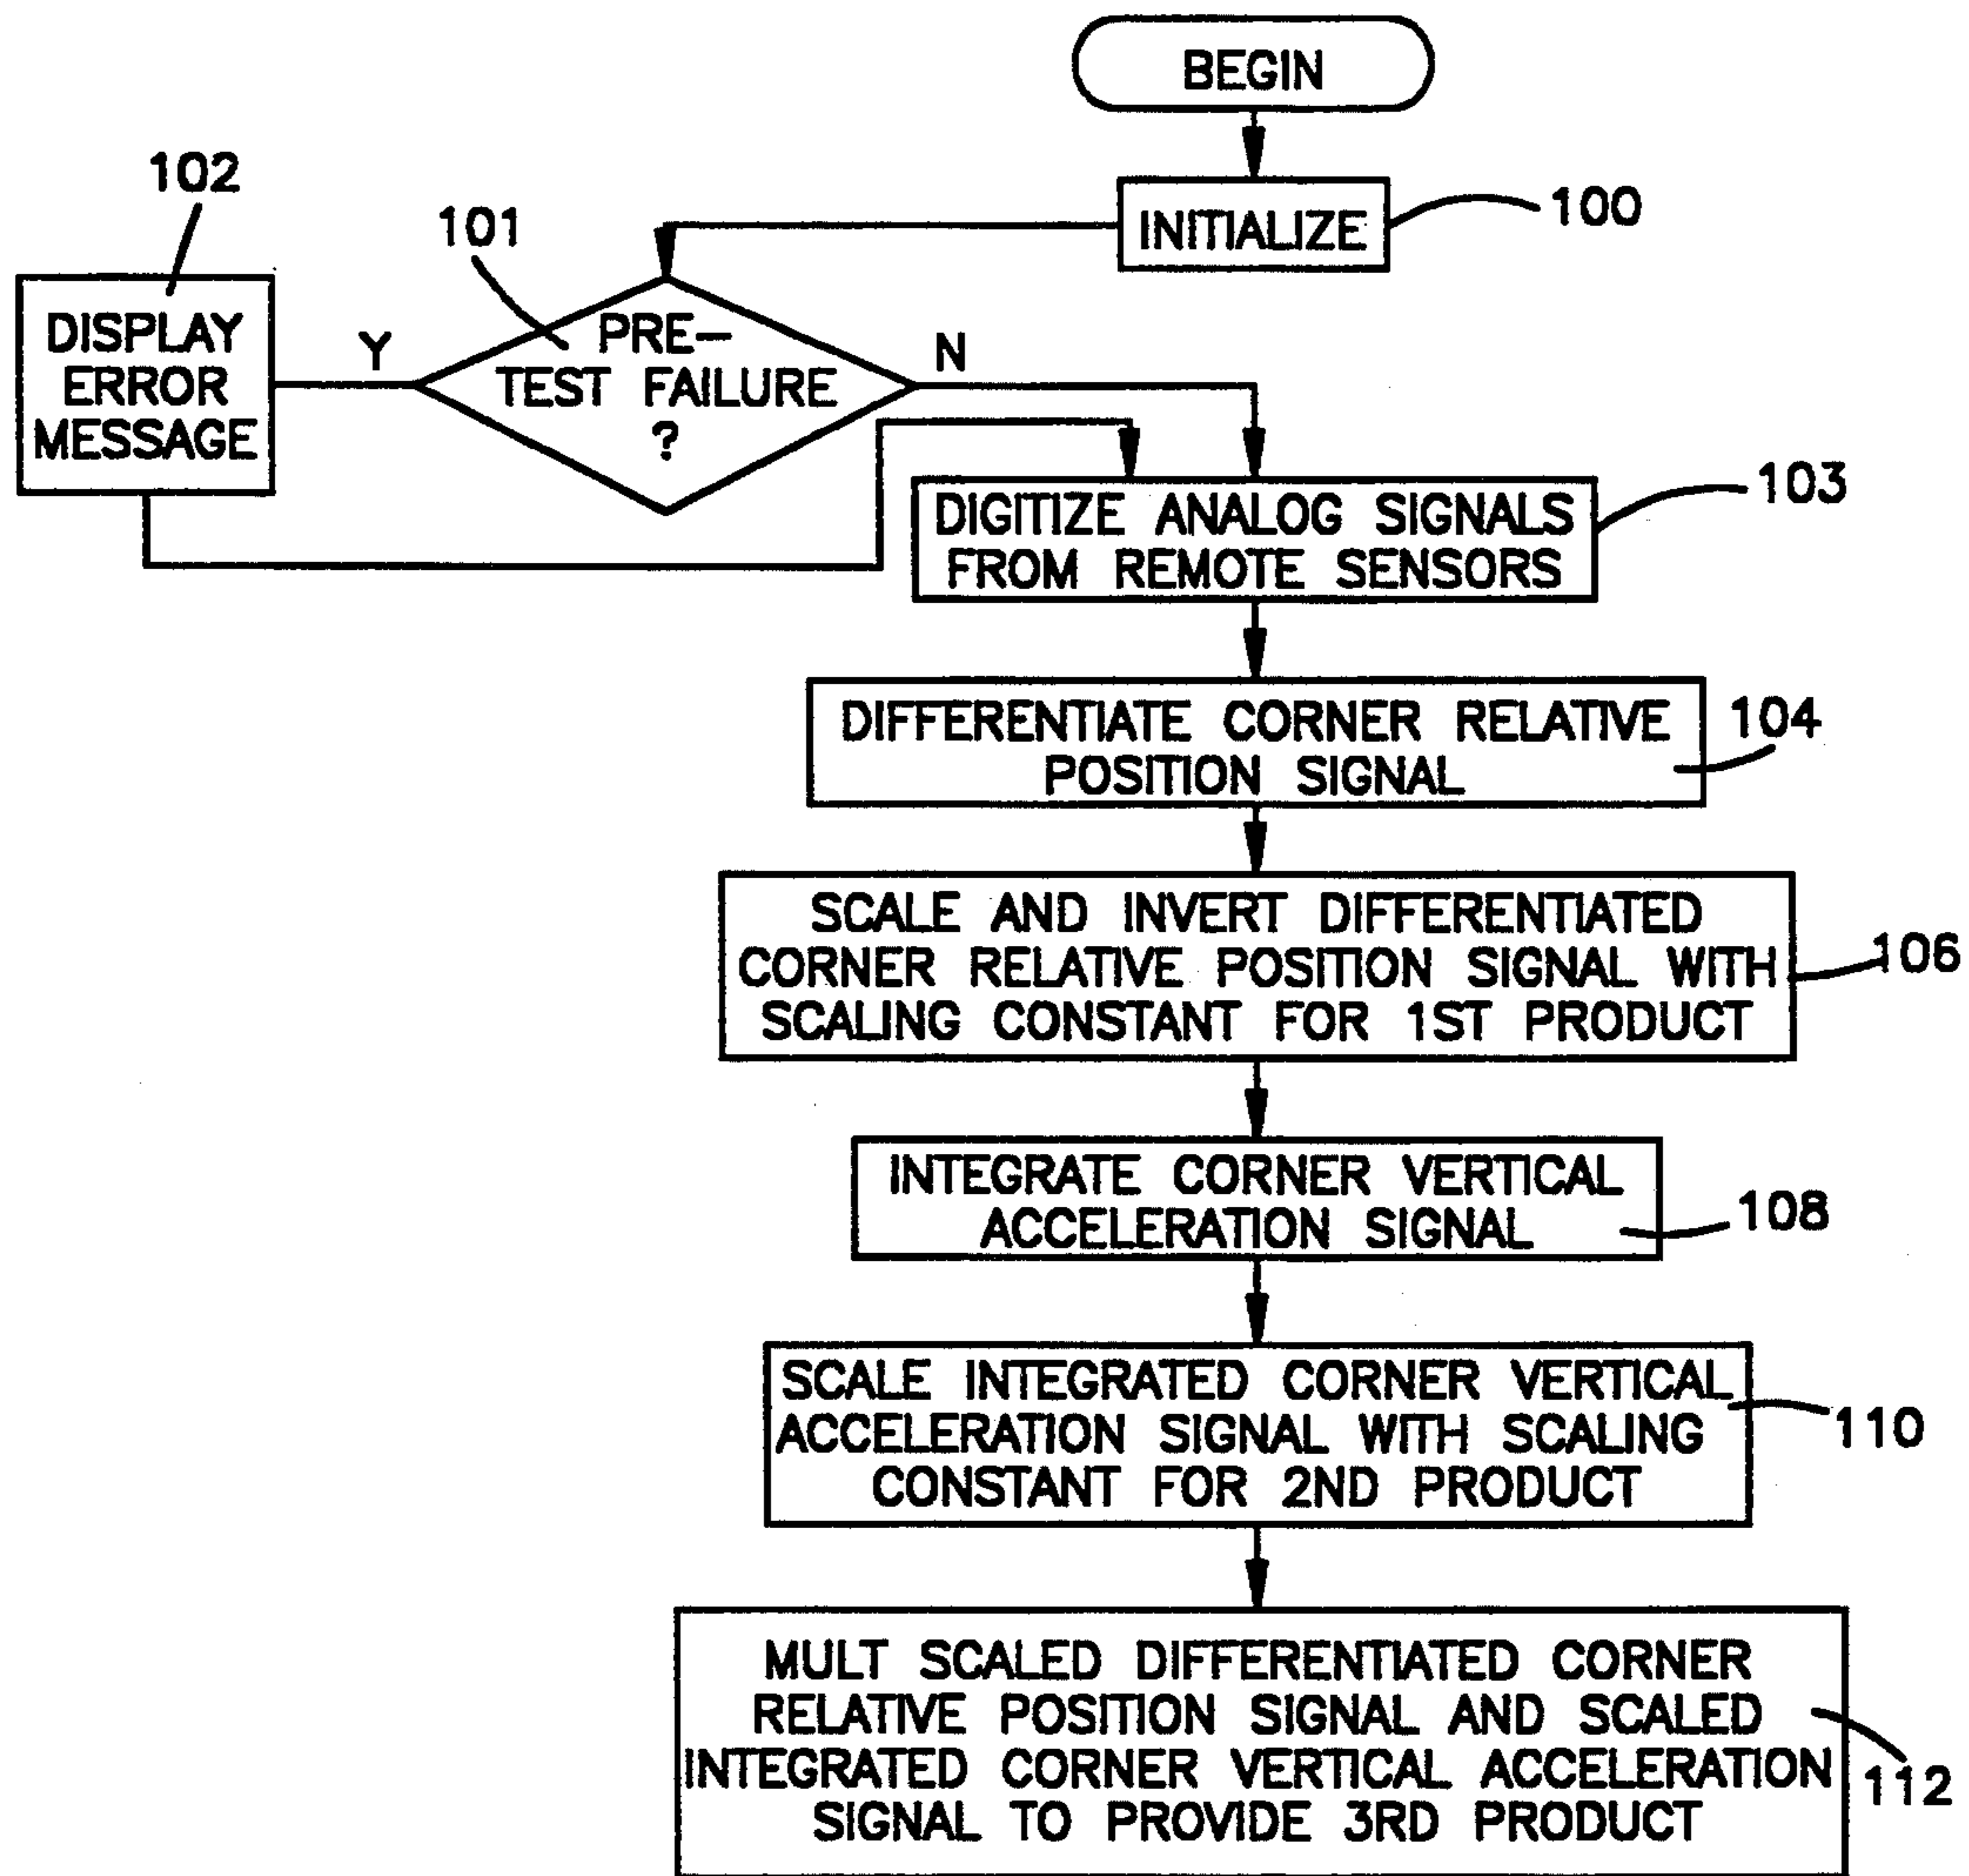 BEGIN
INITIALIZE
100
102
101
DISPLAY
ERROR
MESSAGE
Y
PRE-
TEST FAILURE
?
N
DIGITIZE ANALOG SIGNALS
FROM REMOTE SENSORS
103
DIFFERENTIATE CORNER RELATIVE
POSITION SIGNAL
104
SCALE AND INVERT DIFFERENTIATED
CORNER RELATIVE POSITION SIGNAL WITH
SCALING CONSTANT FOR 1ST PRODUCT
106
INTEGRATE CORNER VERTICAL
ACCELERATION SIGNAL
108
SCALE INTEGRATED CORNER VERTICAL
ACCELERATION SIGNAL WITH SCALING
CONSTANT FOR 2ND PRODUCT
110
MULT SCALED DIFFERENTIATED CORNER
RELATIVE POSITION SIGNAL AND SCALED
INTEGRATED CORNER VERTICAL ACCELERATION
SIGNAL TO PROVIDE 3RD PRODUCT
112